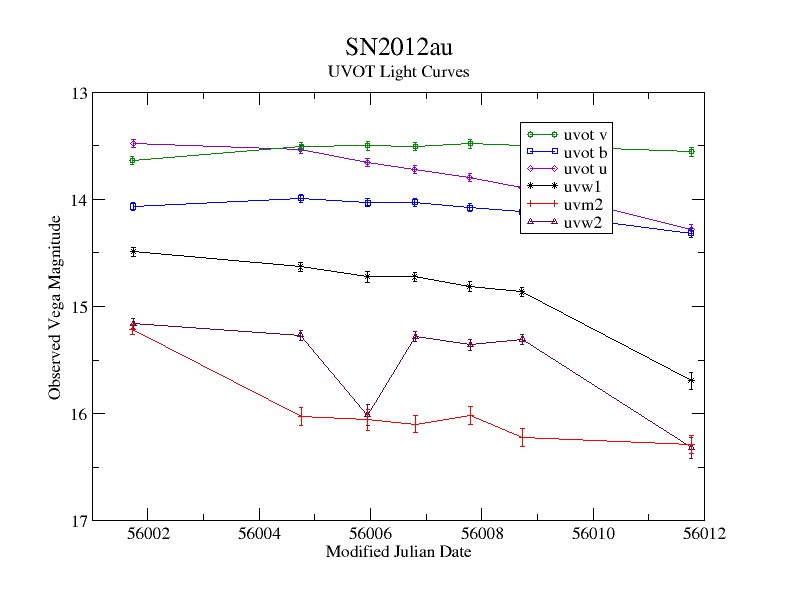 SN2012au
UVOT Light Curves
13
14
15
16
17
Observed Vega Magnitude
uvot v
uvot b
uvot u
uvw1
uvm2
uvw2
56002 56004 56006 56008 56010 56012
Modified Julian Date